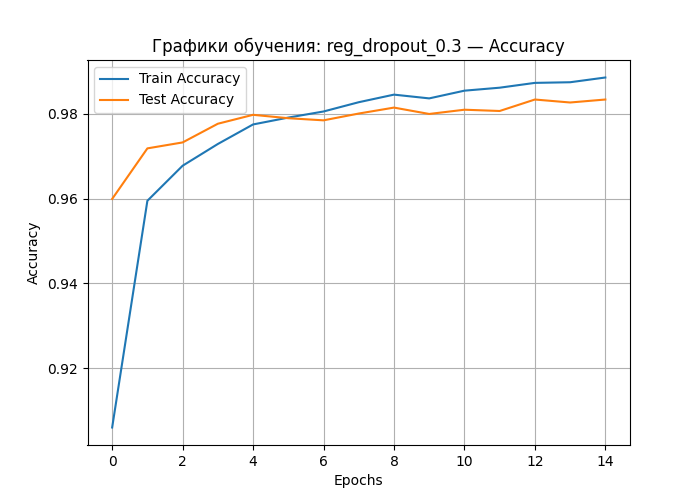 Графики обучения: reg_dropout_0.3 — Accuracy
Train Accuracy
Test Accuracy
0.98
0.96
0.94
0.92
Accuracy
0 2 4 6 8 10 12 14
Epochs